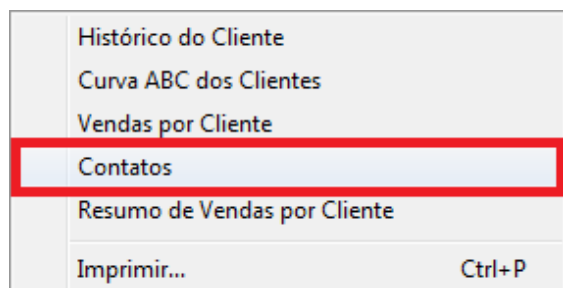 Histórico do Cliente
Curva ABC dos Clientes
Vendas por Cliente
Contatos
Resumo de Vendas por Cliente
Imprimir... Ctrl+P